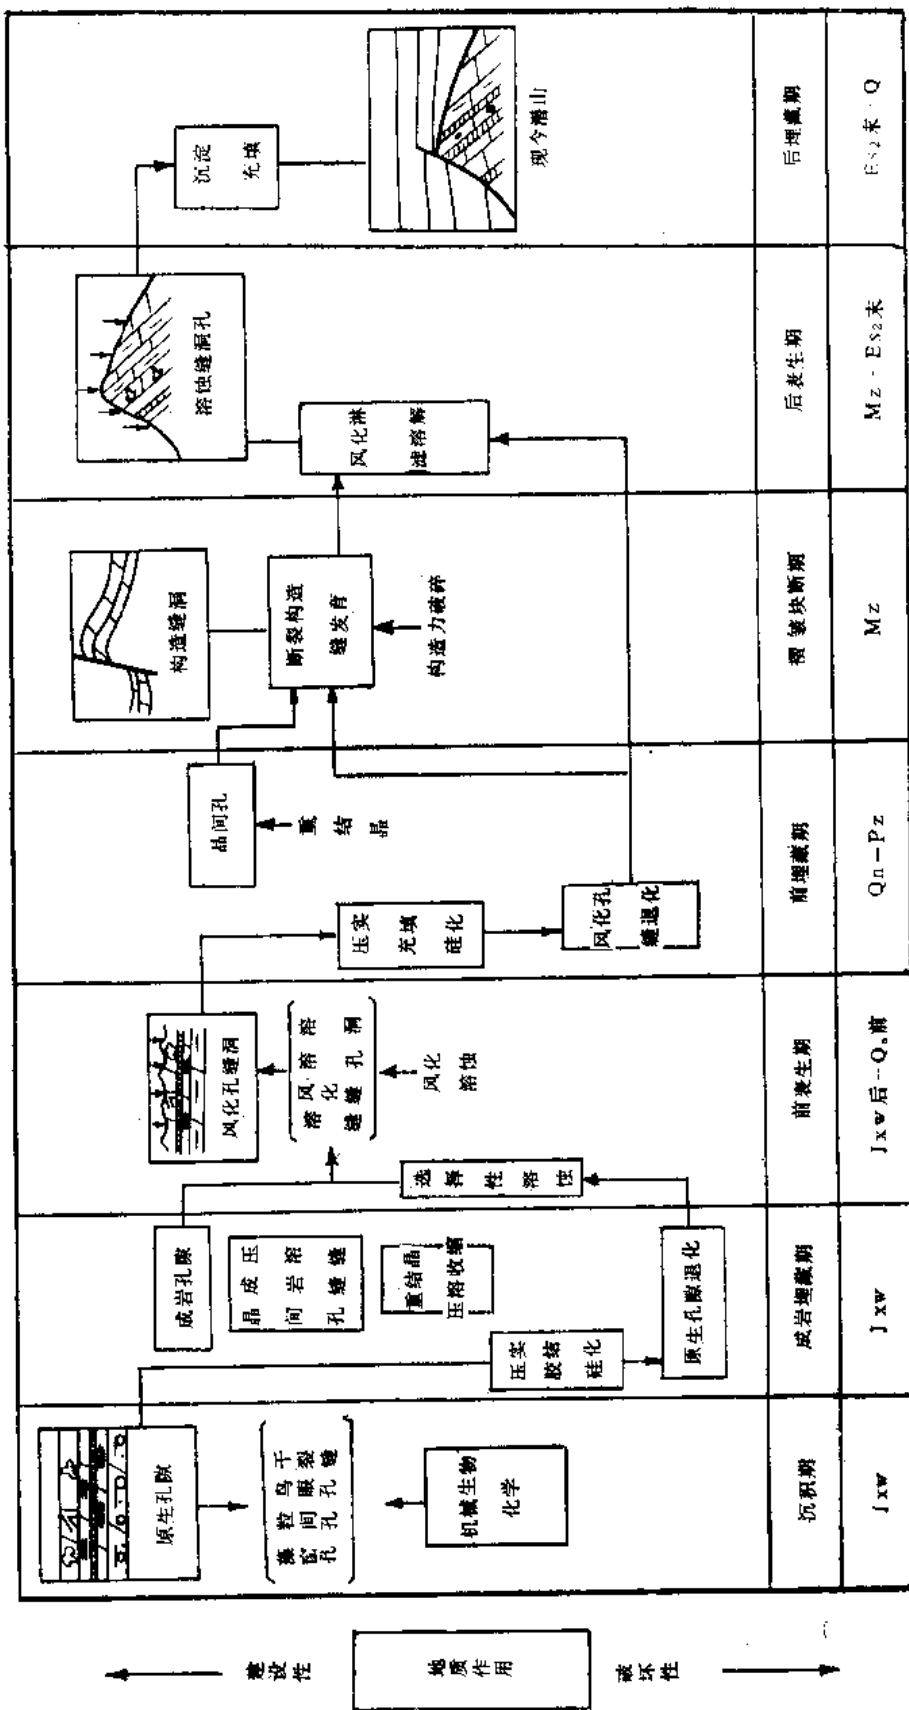 建设性
地质作用
破坏性
原生孔隙
藻 粒 鸟 干
窝 间 眼 裂
孔 孔 孔 缝
机械生物
化学
沉积期
Jxw
成岩孔隙
晶 成 压
间 岩 溶
孔 缝 缝
重结晶
压溶收缩
压实
胶结
硅化
原生孔隙退化
成岩埋藏期
Jxw
风化孔缝洞
溶 风 溶 溶
溶 化
缝 缝 孔 洞
风化
溶蚀
选择性溶蚀
前表生期
Jxw后--Qn前
晶间孔
重结晶
压实
充填
硅化
风化孔
缝退化
前埋藏期
Qn-Pz
构造缝洞
断裂构造
缝发育
构造力破碎
褶皱块断期
Mz
溶蚀缝洞孔
风化淋
滤溶解
后表生期
Mz-Es₂末
沉淀
充填
现今潜山
后埋藏期
Es₂末-Q